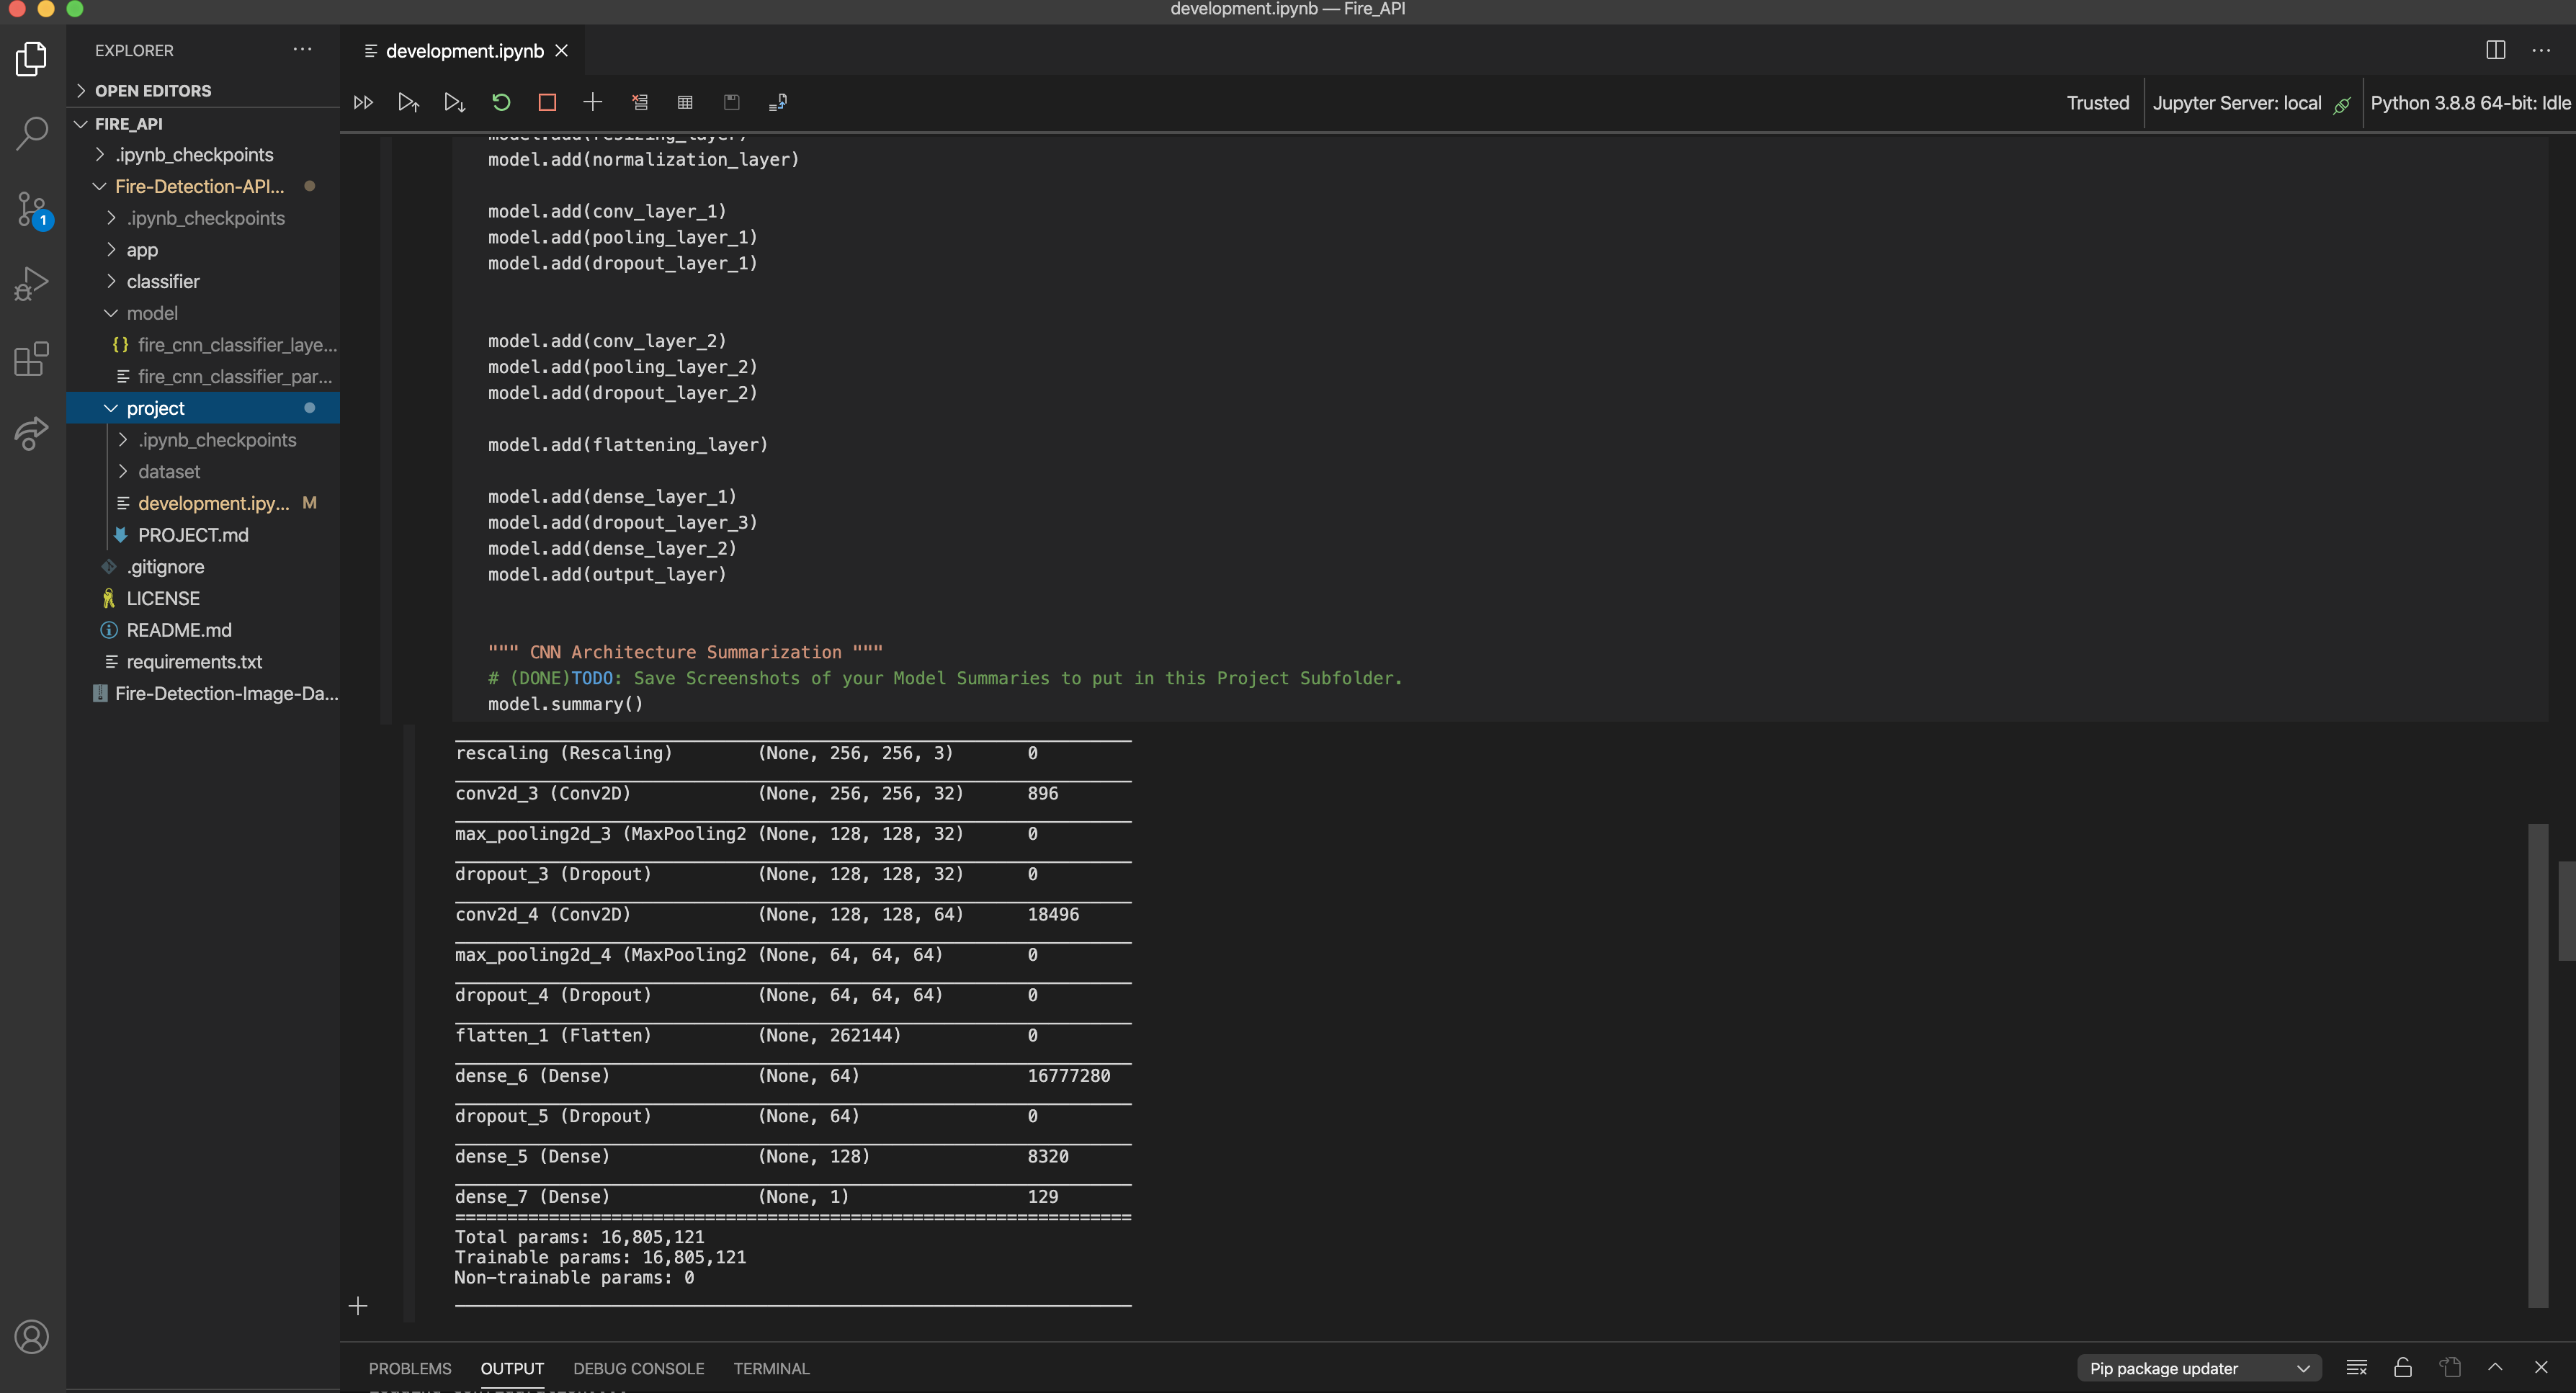 development.ipynb — Fire_API
EXPLORER
OPEN EDITORS
FIRE_API
.ipynb_checkpoints
Fire-Detection-API...
.ipynb_checkpoints
app
classifier
model
{} fire_cnn_classifier_laye...
fire_cnn_classifier_par...
project
.ipynb_checkpoints
dataset
development.ipy... M
PROJECT.md
.gitignore
LICENSE
README.md
requirements.txt
Fire-Detection-Image-Da...
1
development.ipynb
Trusted
Jupyter Server: local
Python 3.8.8 64-bit: Idle
model.add(resizing_layer)
model.add(normalization_layer)
model.add(conv_layer_1)
model.add(pooling_layer_1)
model.add(dropout_layer_1)
model.add(conv_layer_2)
model.add(pooling_layer_2)
model.add(dropout_layer_2)
model.add(flattening_layer)
model.add(dense_layer_1)
model.add(dropout_layer_3)
model.add(dense_layer_2)
model.add(output_layer)
""" CNN Architecture Summarization """
# (DONE)TODO: Save Screenshots of your Model Summaries to put in this Project Subfolder.
model.summary()
rescaling (Rescaling) (None, 256, 256, 3) 0
conv2d_3 (Conv2D) (None, 256, 256, 32) 896
max_pooling2d_3 (MaxPooling2 (None, 128, 128, 32) 0
dropout_3 (Dropout) (None, 128, 128, 32) 0
conv2d_4 (Conv2D) (None, 128, 128, 64) 18496
max_pooling2d_4 (MaxPooling2 (None, 64, 64, 64) 0
dropout_4 (Dropout) (None, 64, 64, 64) 0
flatten_1 (Flatten) (None, 262144) 0
dense_6 (Dense) (None, 64) 16777280
dropout_5 (Dropout) (None, 64) 0
dense_5 (Dense) (None, 128) 8320
dense_7 (Dense) (None, 1) 129
=================================================================
Total params: 16,805,121
Trainable params: 16,805,121
Non-trainable params: 0
PROBLEMS OUTPUT DEBUG CONSOLE TERMINAL
Pip package updater